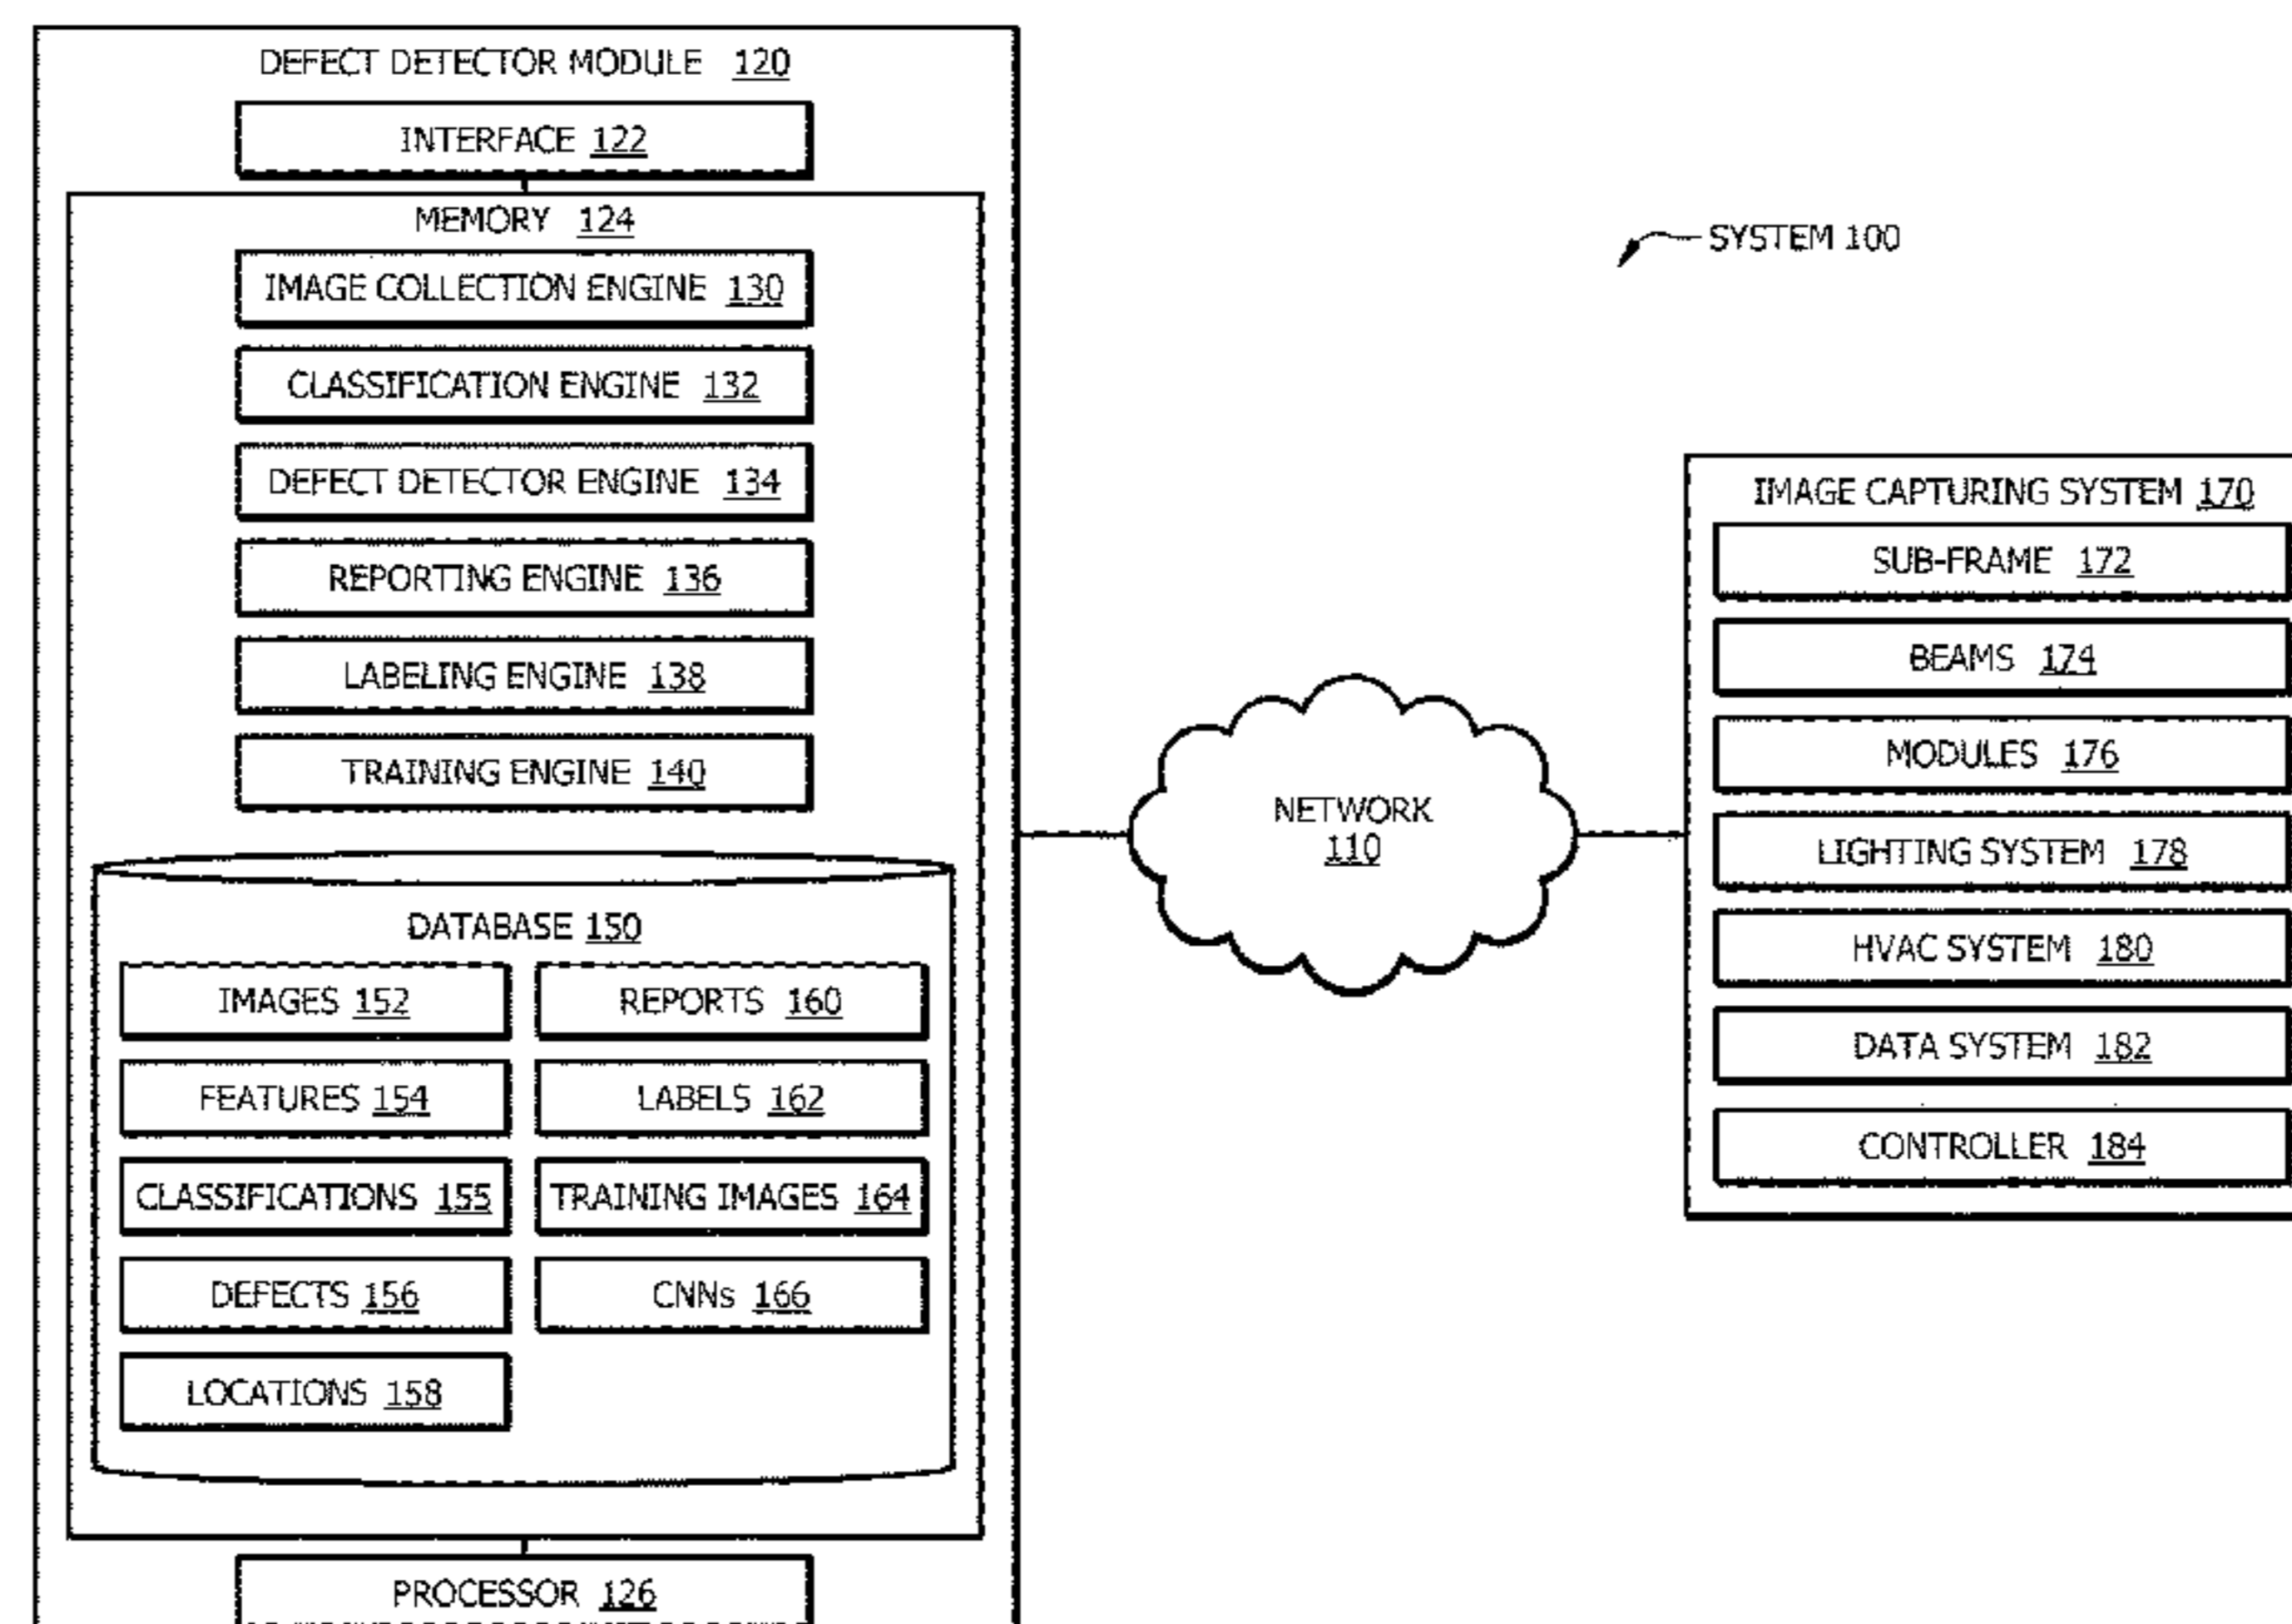 DEFECT DETECTOR MODULE 120
INTERFACE 122
MEMORY 124
IMAGE COLLECTION ENGINE 130
CLASSIFICATION ENGINE 132
DEFECT DETECTOR ENGINE 134
REPORTING ENGINE 136
LABELING ENGINE 138
TRAINING ENGINE 140
DATABASE 150
IMAGES 152
REPORTS 160
FEATURES 154
LABELS 162
CLASSIFICATIONS 155
TRAINING IMAGES 164
DEFECTS 156
CNNs 166
LOCATIONS 158
PROCESSOR 126
NETWORK
110
SYSTEM 100
IMAGE CAPTURING SYSTEM 170
SUB-FRAME 172
BEAMS 174
MODULES 176
LIGHTING SYSTEM 178
HVAC SYSTEM 180
DATA SYSTEM 182
CONTROLLER 184